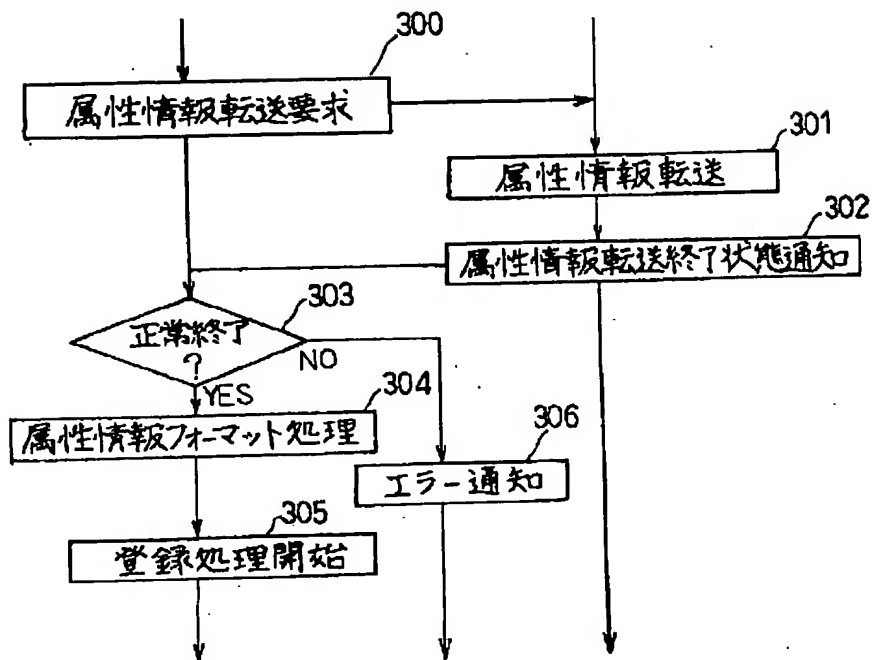 300
属性情報転送要求
301
属性情報転送
302
属性情報転送終了状態通知
303
正常終了
?
NO
YES
304
属性情報フォーマット処理
306
エラー通知
305
登録処理開始